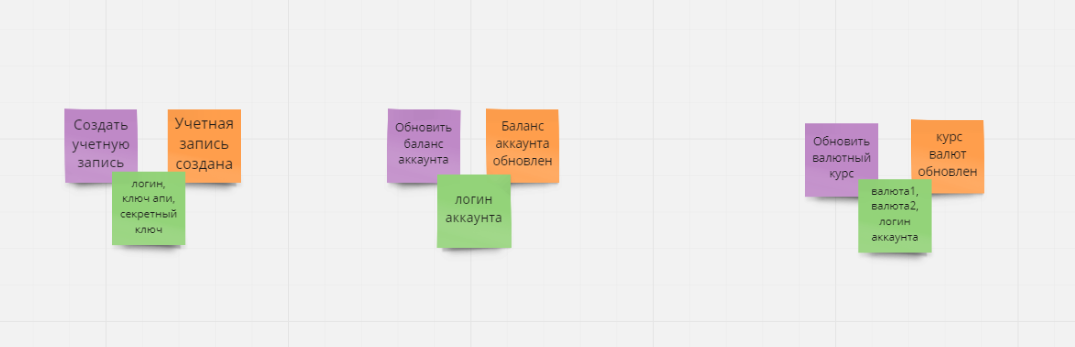 Создать
учетную
запись
Учетная
запись
создана
логин,
ключ апи,
секретный
ключ
Обновить
баланс
аккаунта
Баланс
аккаунта
обновлен
логин
аккаунта
Обновить
валютный
курс
курс
валют
обновлен
валюта1,
валюта2,
логин
аккаунта